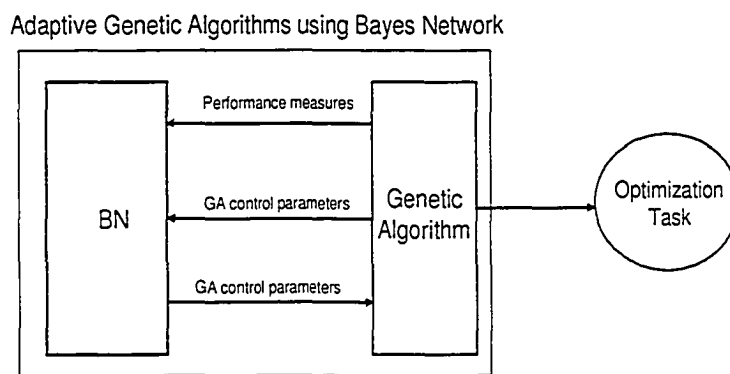 Adaptive Genetic Algorithms using Bayes Network
Performance measures
GA control parameters
BN
Genetic
Algorithm
GA control parameters
Optimization
Task